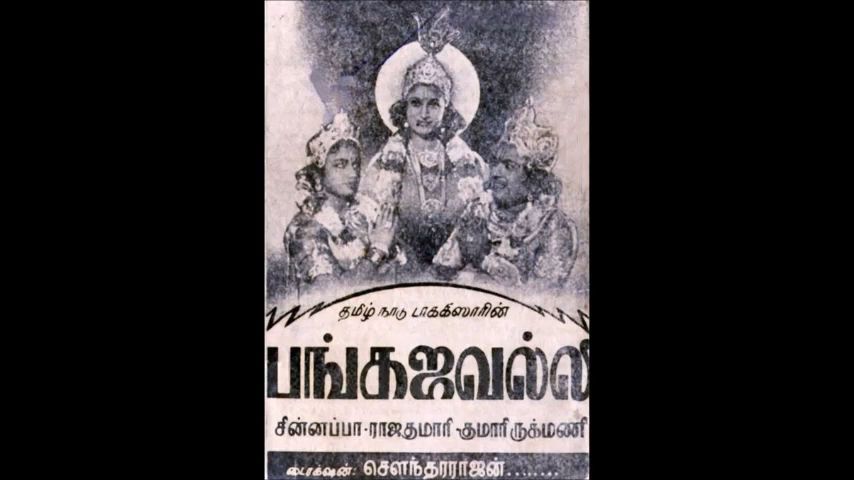 தமிழ் நாடு டாக்கிஸாரின்
பங்கஜவல்லி
சின்னப்பா-ராஜகுமாரி-குமாரிருக்மணி
டைரக்‌ஷன்: சௌந்தரராஜன்........